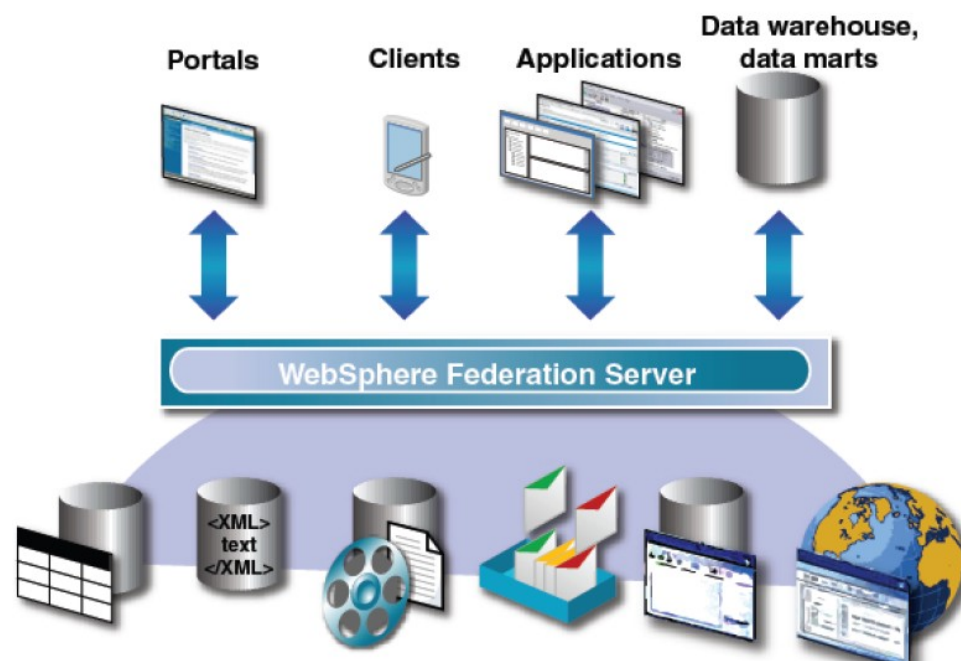 Portals
Clients
Applications
Data warehouse,
data marts
WebSphere Federation Server
<XML>
text
</XML>